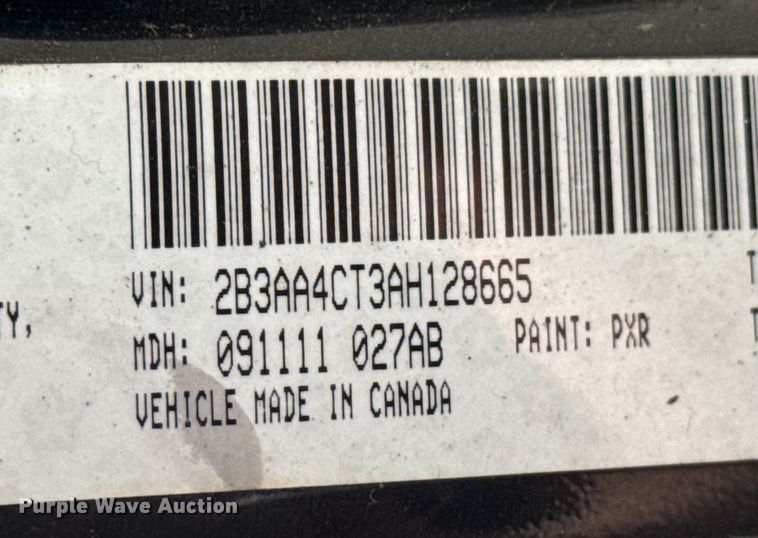 VIN: 2B3AA4CT3AH128665
TY,
MDH: 091111 027AB PAINT: PXR
VEHICLE MADE IN CANADA
Purple Wave Auction